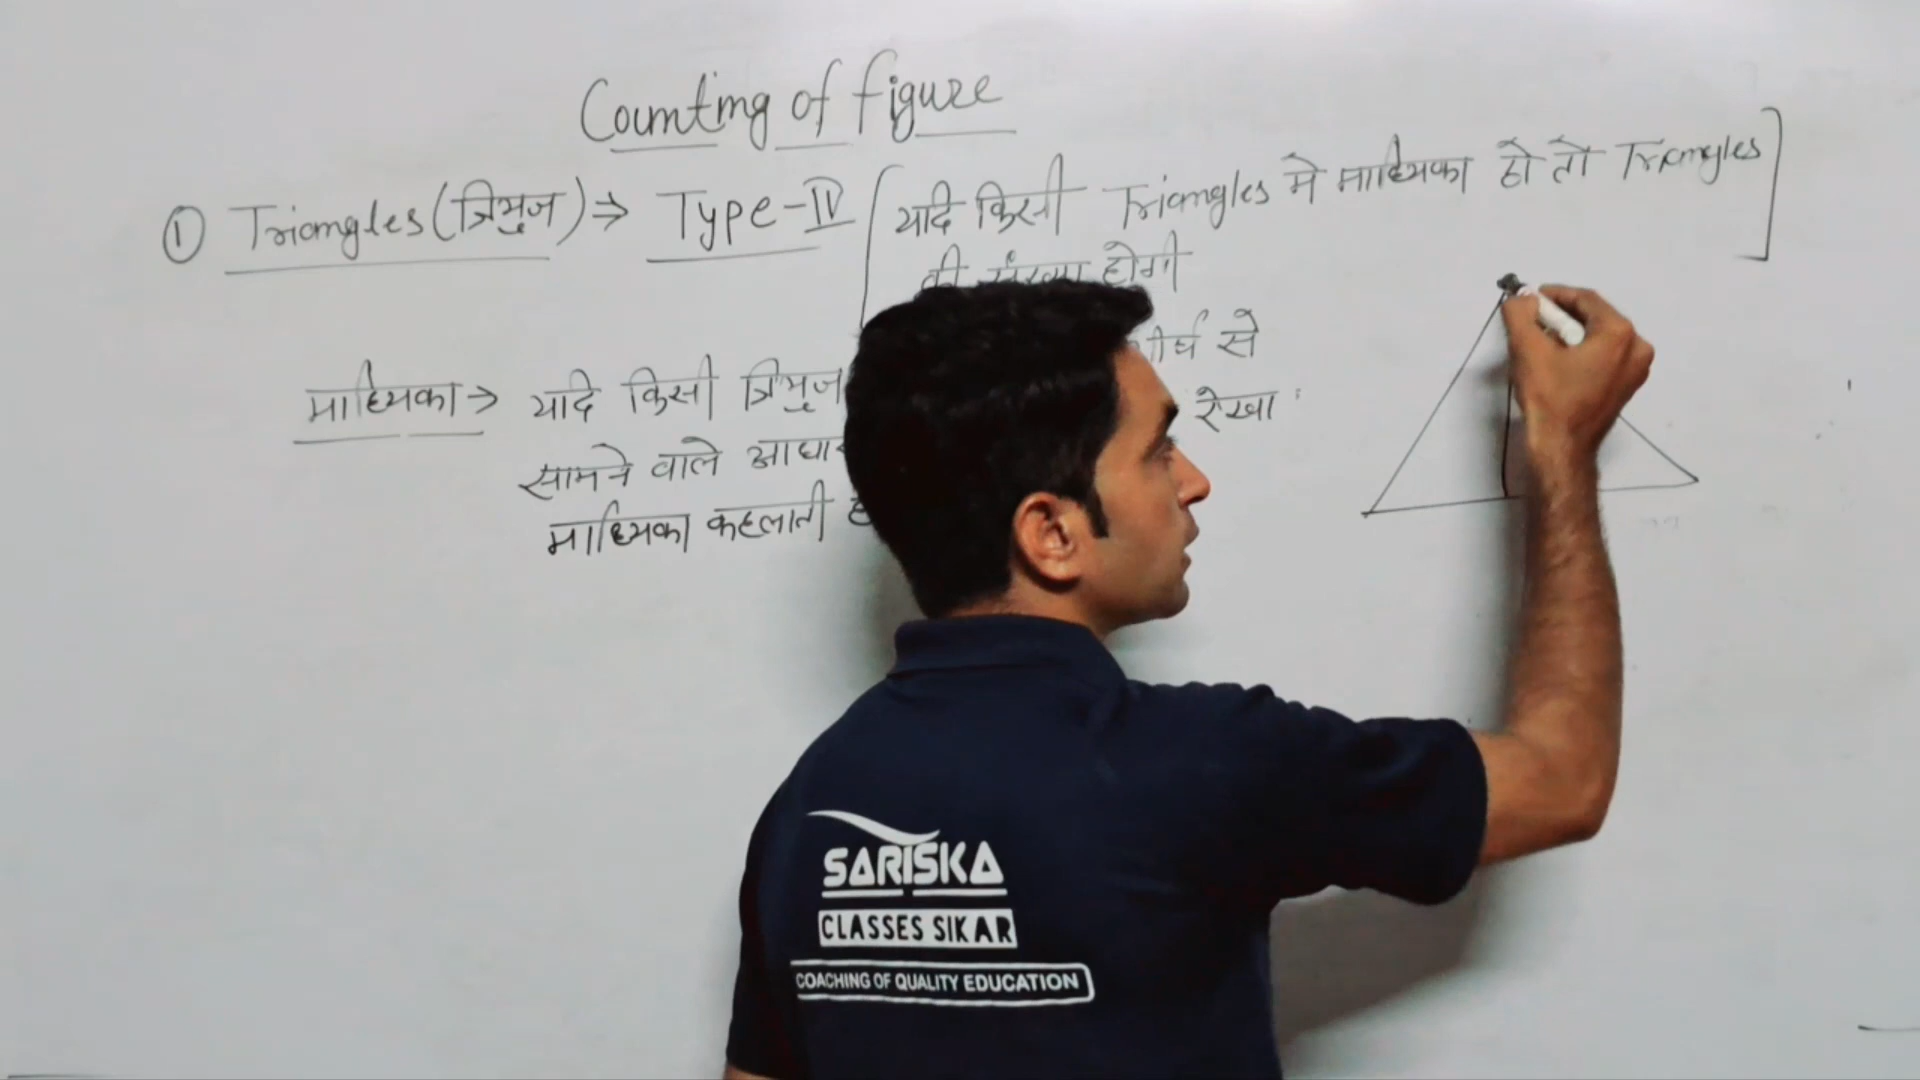 Counting of figure
① Triangles (त्रिभुज) ⇒ Type-IV [यदि किसी Triangles मे माध्यिका हो तो Triangles]
की संख्या होगी
माध्यिका → यदि किसी त्रिभुज शीर्ष से
सामने वाले रेखा
माध्यिका कहलाती
SARISKA
CLASSES SIKAR
COACHING OF QUALITY EDUCATION